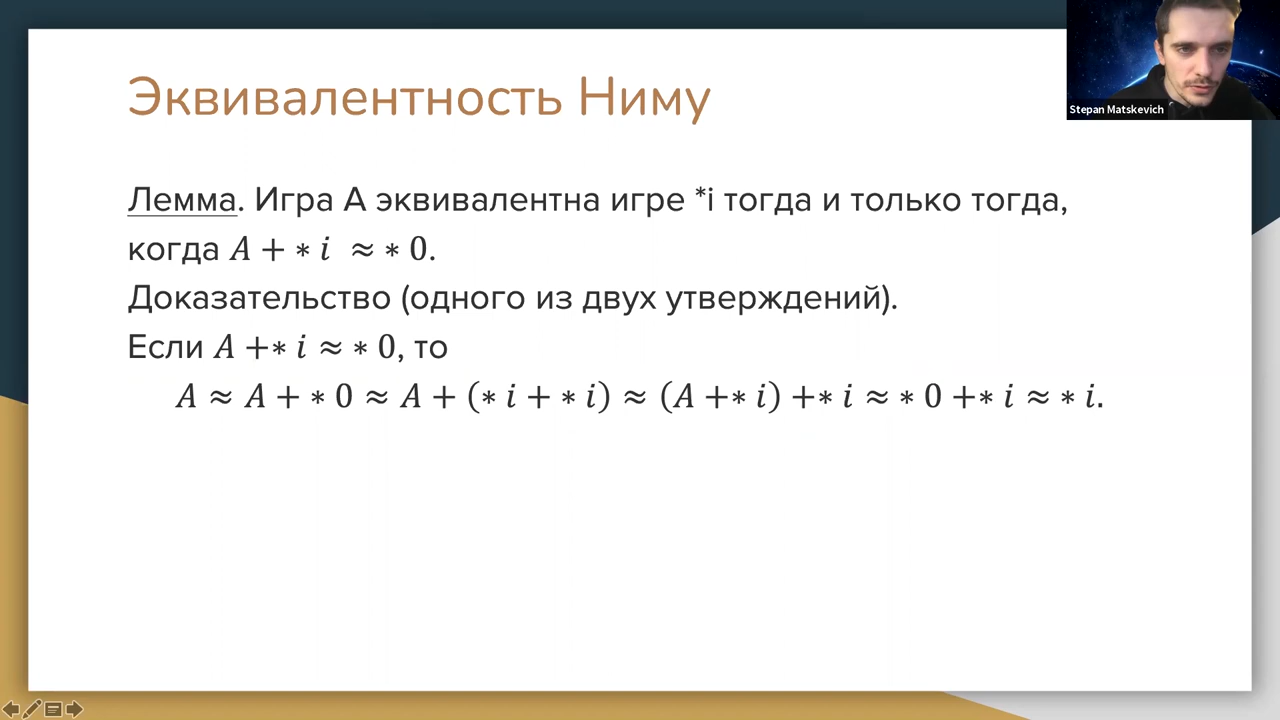 Эквивалентность Ниму
Stepan Matskevich
Лемма. Игра A эквивалентна игре *i тогда и только тогда,
когда A + * i ≈ * 0.
Доказательство (одного из двух утверждений).
Если A +* i ≈ * 0, то
A ≈ A + * 0 ≈ A + (* i + * i) ≈ (A +* i) +* i ≈ * 0 +* i ≈ * i.